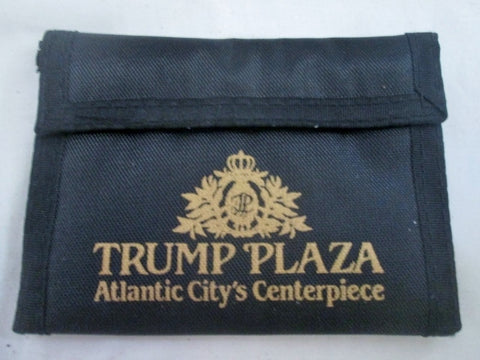 TRUMP PLAZA
Atlantic City's Centerpiece